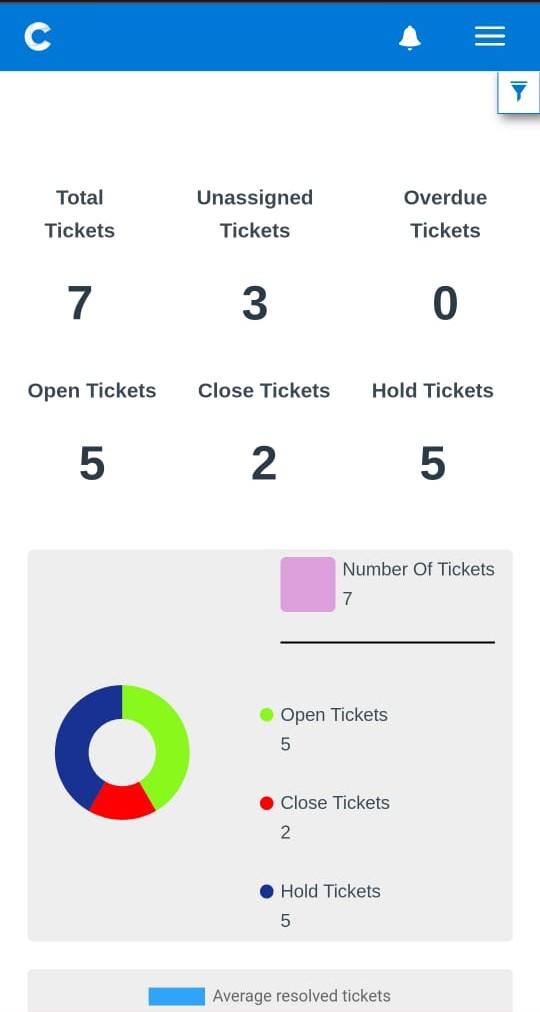 Total
Tickets
Unassigned
Tickets
Overdue
Tickets
7
3
0
Open Tickets
Close Tickets
Hold Tickets
5
2
5
Number Of Tickets
7
Open Tickets
5
Close Tickets
2
Hold Tickets
5
Average resolved tickets